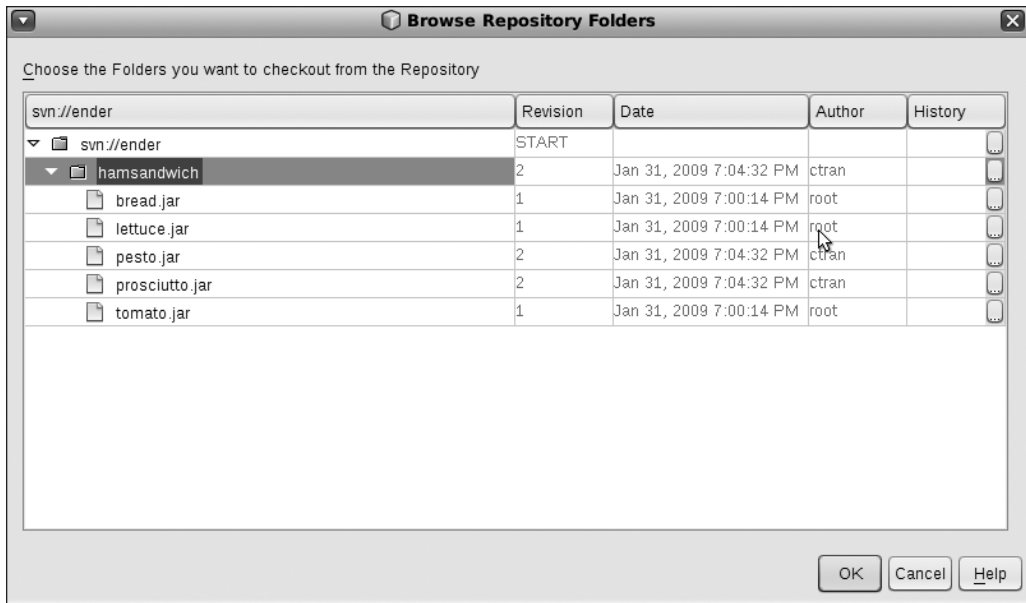 Browse Repository Folders
Choose the Folders you want to checkout from the Repository
svn://ender Revision Date Author History
svn://ender START ...
hamsandwich 2 Jan 31, 2009 7:04:32 PM ctran ...
bread.jar 1 Jan 31, 2009 7:00:14 PM root ...
lettuce.jar 1 Jan 31, 2009 7:00:14 PM root ...
pesto.jar 2 Jan 31, 2009 7:04:32 PM ctran ...
prosciutto.jar 2 Jan 31, 2009 7:04:32 PM ctran ...
tomato.jar 1 Jan 31, 2009 7:00:14 PM root ...
OK Cancel Help